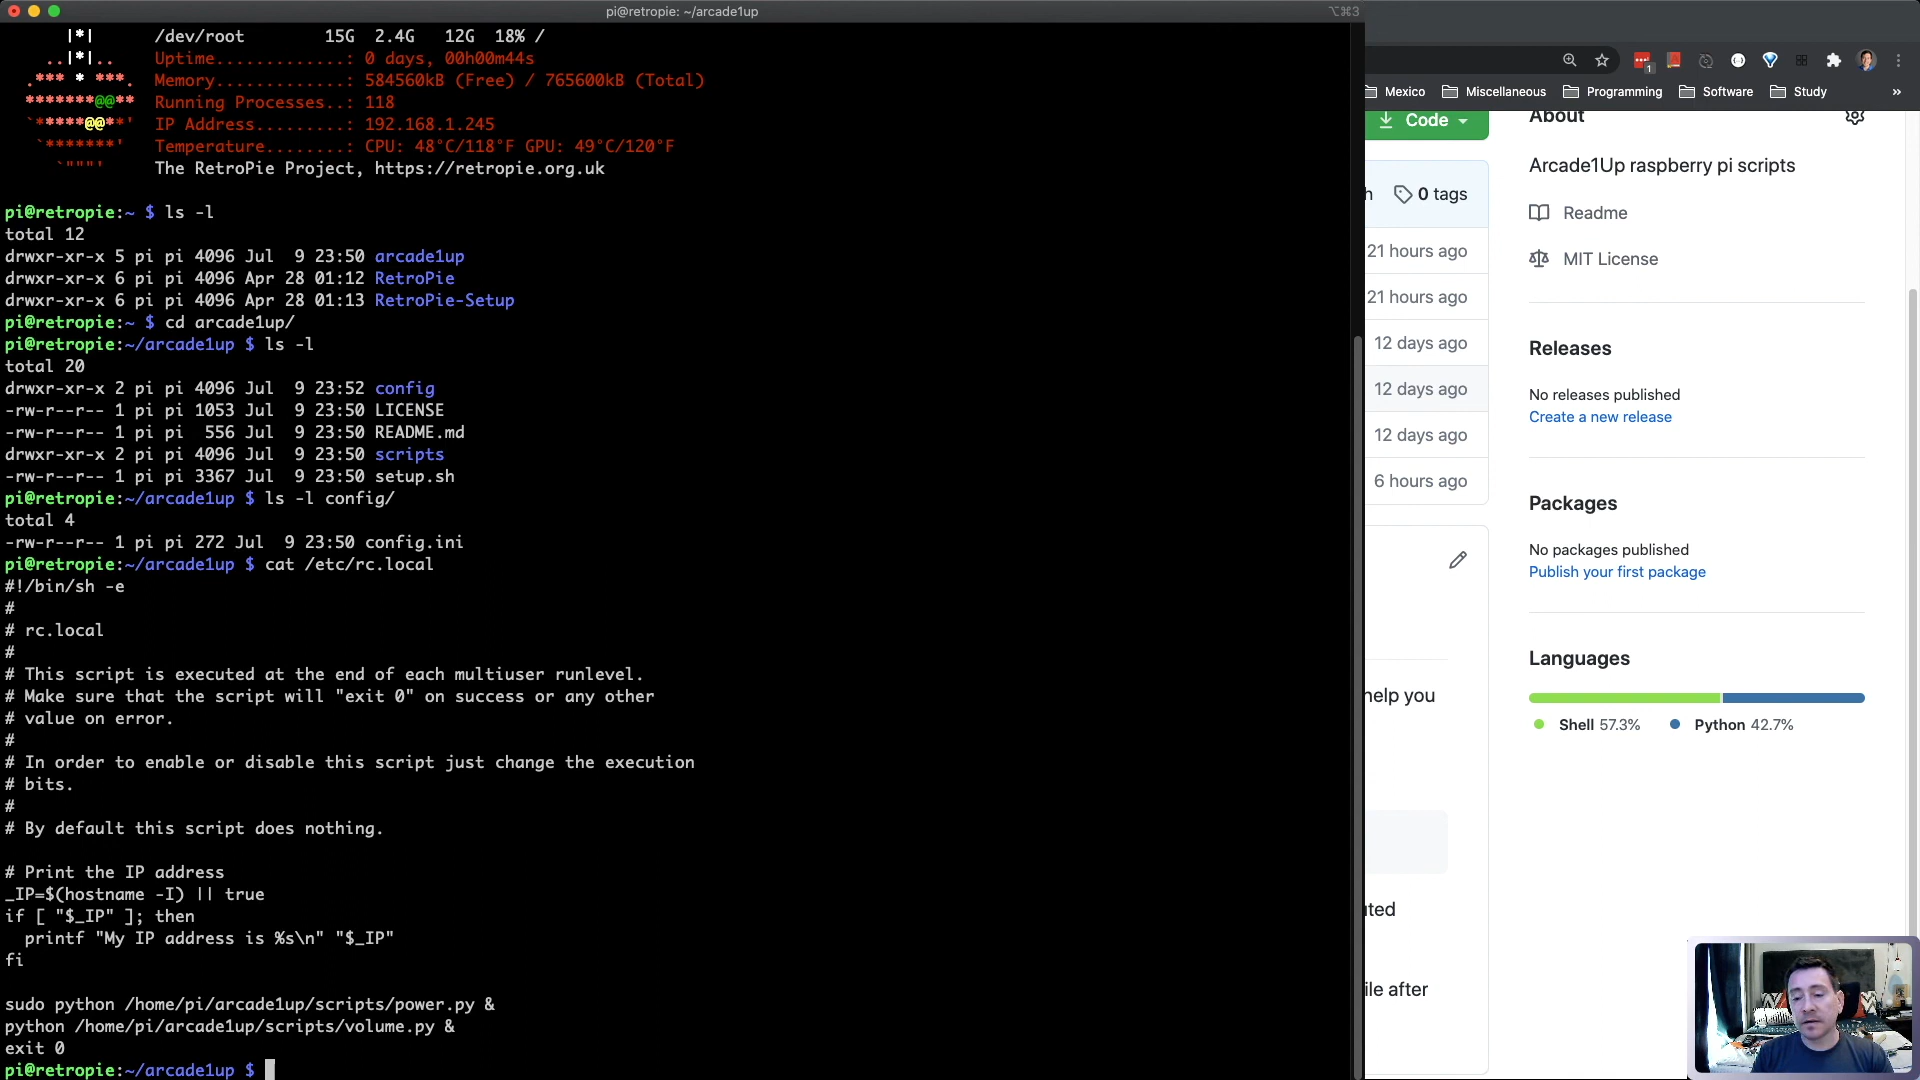 pi@retropie: ~/arcade1up
⌥⌘3
|*| /dev/root 15G 2.4G 12G 18% /
..|*|.. Uptime.............: 0 days, 00h00m44s
.*** * ***. Memory.............: 584560kB (Free) / 765600kB (Total)
*******@@** Running Processes..: 118
`*****@@**' IP Address.........: 192.168.1.245
`*******' Temperature........: CPU: 48°C/118°F GPU: 49°C/120°F
`"""' The RetroPie Project, https://retropie.org.uk
pi@retropie:~ $ ls -l
total 12
drwxr-xr-x 5 pi pi 4096 Jul  9 23:50 arcade1up
drwxr-xr-x 6 pi pi 4096 Apr 28 01:12 RetroPie
drwxr-xr-x 6 pi pi 4096 Apr 28 01:13 RetroPie-Setup
pi@retropie:~ $ cd arcade1up/
pi@retropie:~/arcade1up $ ls -l
total 20
drwxr-xr-x 2 pi pi 4096 Jul  9 23:52 config
-rw-r--r-- 1 pi pi 1053 Jul  9 23:50 LICENSE
-rw-r--r-- 1 pi pi  556 Jul  9 23:50 README.md
drwxr-xr-x 2 pi pi 4096 Jul  9 23:50 scripts
-rw-r--r-- 1 pi pi 3367 Jul  9 23:50 setup.sh
pi@retropie:~/arcade1up $ ls -l config/
total 4
-rw-r--r-- 1 pi pi 272 Jul  9 23:50 config.ini
pi@retropie:~/arcade1up $ cat /etc/rc.local
#!/bin/sh -e
#
# rc.local
#
# This script is executed at the end of each multiuser runlevel.
# Make sure that the script will "exit 0" on success or any other
# value on error.
#
# In order to enable or disable this script just change the execution
# bits.
#
# By default this script does nothing.
# Print the IP address
_IP=$(hostname -I) || true
if [ "$_IP" ]; then
  printf "My IP address is %s\n" "$_IP"
fi
sudo python /home/pi/arcade1up/scripts/power.py &
python /home/pi/arcade1up/scripts/volume.py &
exit 0
pi@retropie:~/arcade1up $
1
Mexico Miscellaneous Programming Software Study »
Code
0 tags
21 hours ago
21 hours ago
12 days ago
12 days ago
12 days ago
6 hours ago
help you
ted
ile after
About
Arcade1Up raspberry pi scripts
Readme
MIT License
Releases
No releases published
Create a new release
Packages
No packages published
Publish your first package
Languages
Shell 57.3% Python 42.7%